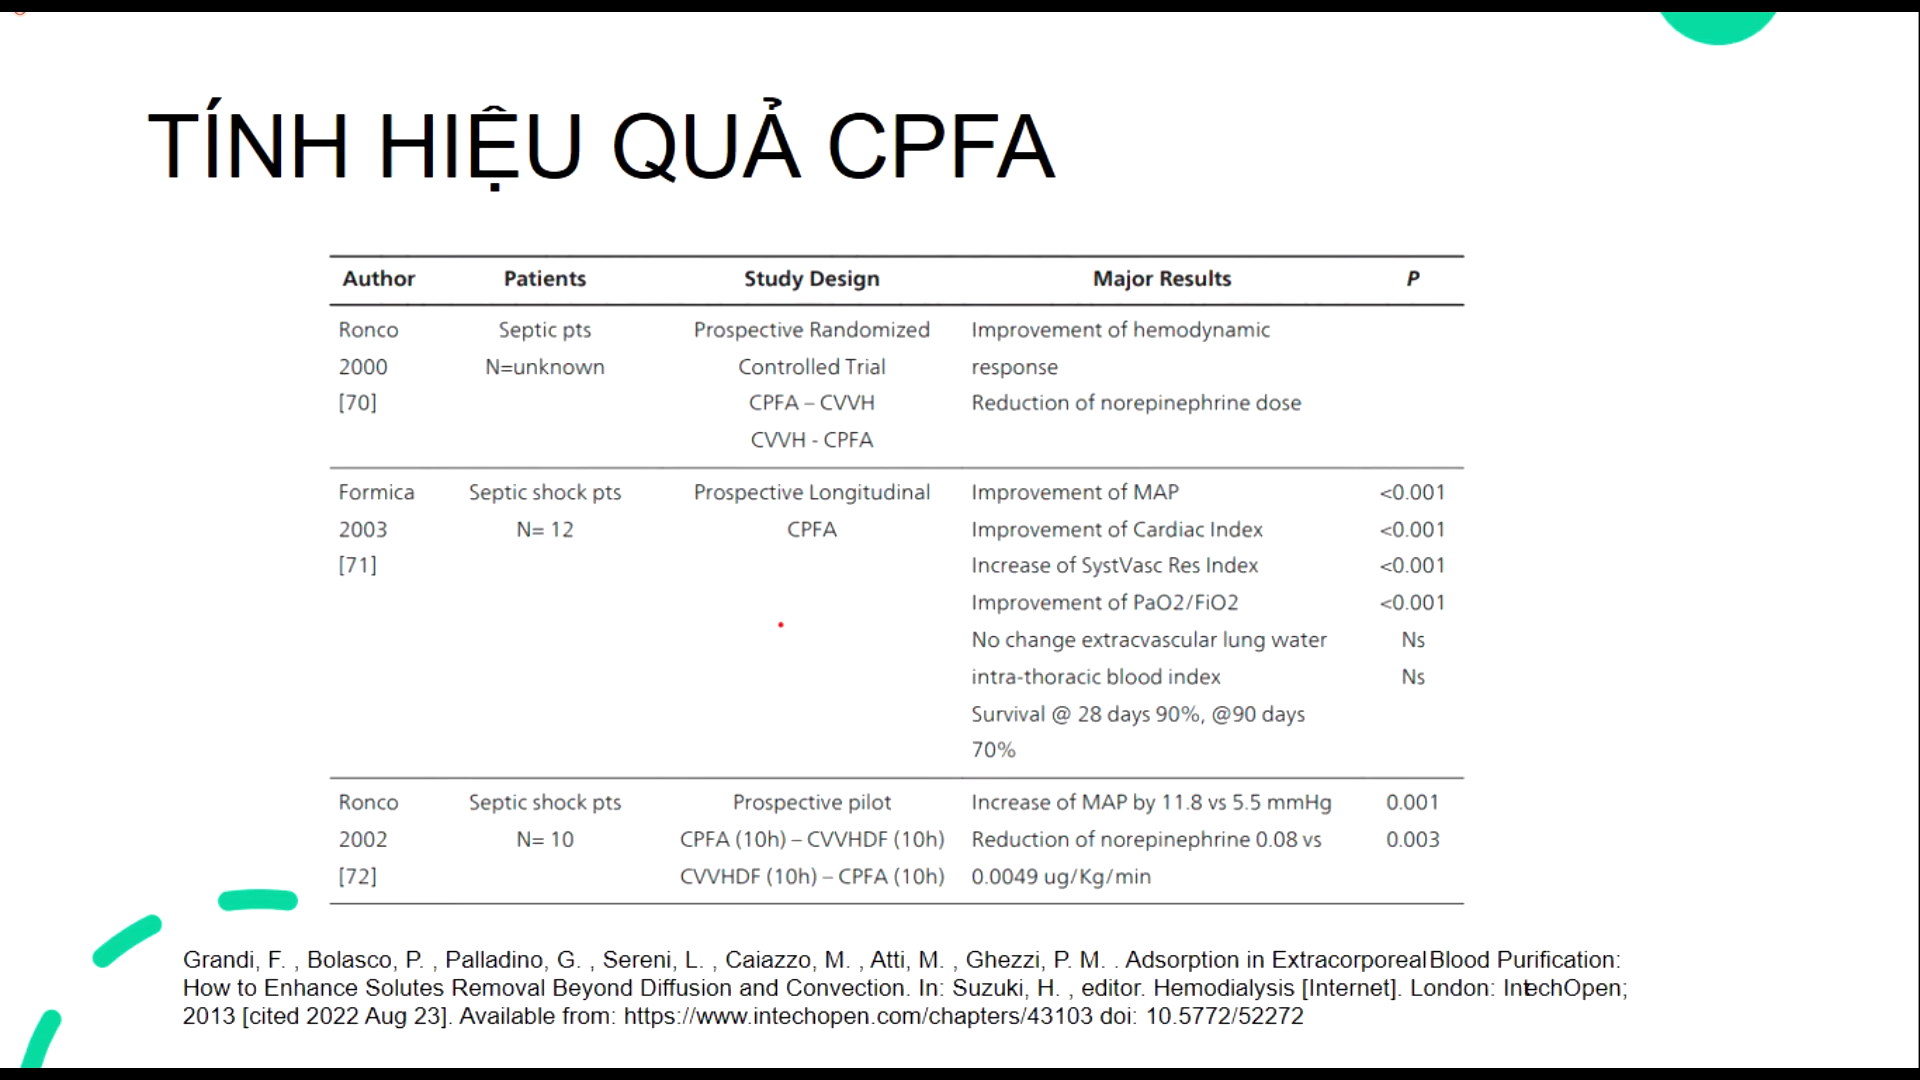 TÍNH HIỆU QUẢ CPFA
Author Patients Study Design Major Results P
Ronco Septic pts Prospective Randomized Improvement of hemodynamic
2000 N=unknown Controlled Trial response
[70] CPFA – CVVH Reduction of norepinephrine dose
CVVH - CPFA
Formica Septic shock pts Prospective Longitudinal Improvement of MAP <0.001
2003 N= 12 CPFA Improvement of Cardiac Index <0.001
[71] Increase of SystVasc Res Index <0.001
Improvement of PaO2/FiO2 <0.001
No change extracvascular lung water Ns
intra-thoracic blood index Ns
Survival @ 28 days 90%, @90 days
70%
Ronco Septic shock pts Prospective pilot Increase of MAP by 11.8 vs 5.5 mmHg 0.001
2002 N= 10 CPFA (10h) – CVVHDF (10h) Reduction of norepinephrine 0.08 vs 0.003
[72] CVVHDF (10h) – CPFA (10h) 0.0049 ug/Kg/min
Grandi, F. , Bolasco, P. , Palladino, G. , Sereni, L. , Caiazzo, M. , Atti, M. , Ghezzi, P. M. . Adsorption in Extracorporeal Blood Purification:
How to Enhance Solutes Removal Beyond Diffusion and Convection. In: Suzuki, H. , editor. Hemodialysis [Internet]. London: IntechOpen;
2013 [cited 2022 Aug 23]. Available from: https://www.intechopen.com/chapters/43103 doi: 10.5772/52272